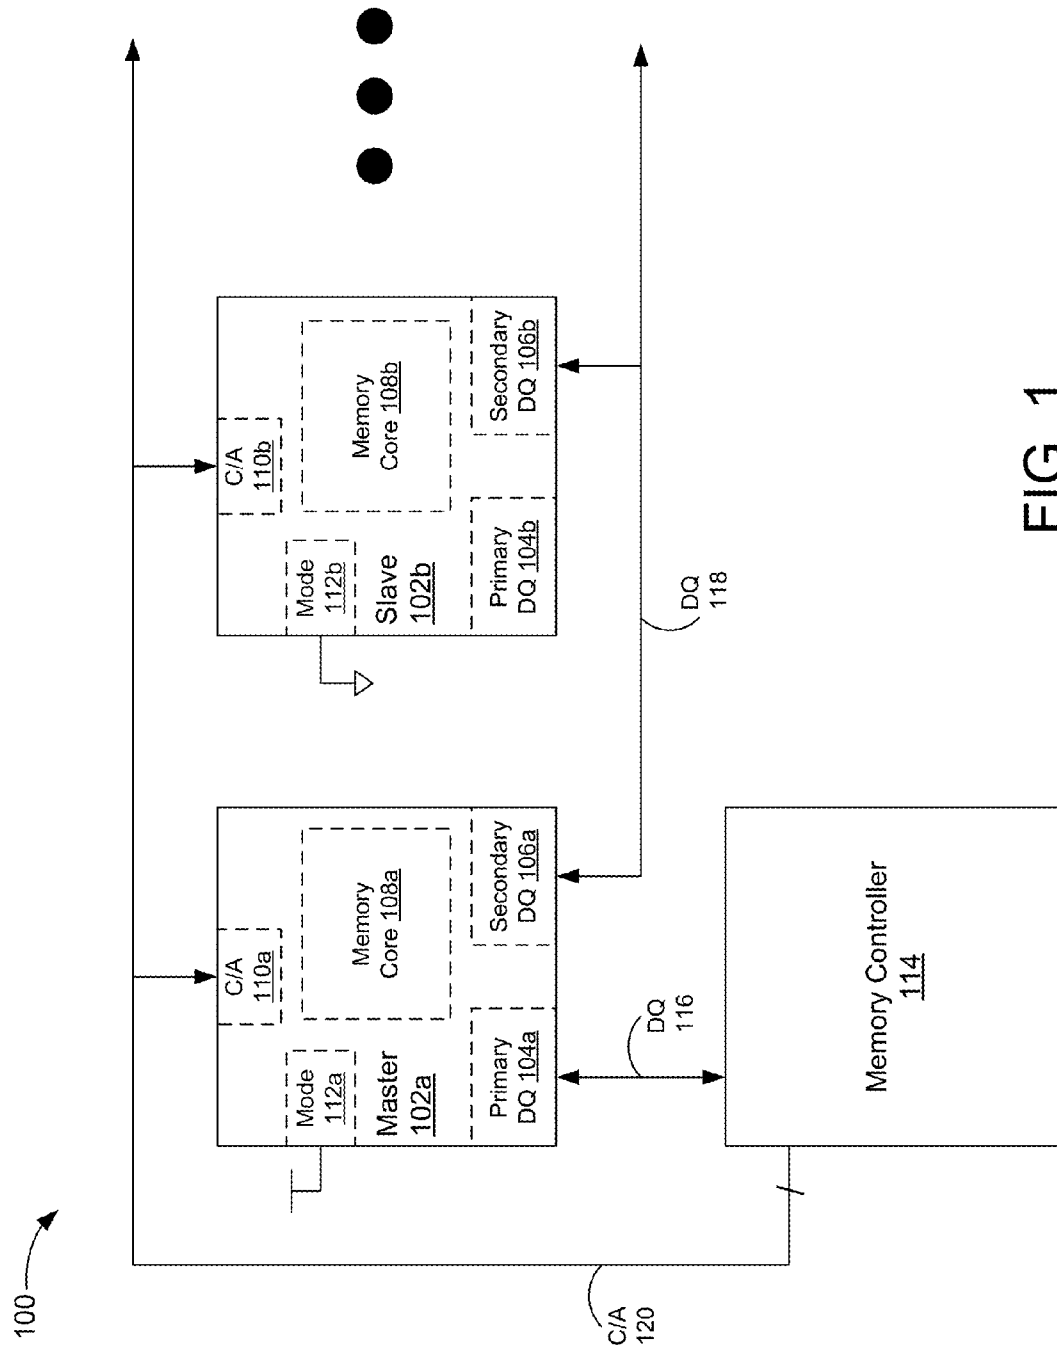 100
C/A
120
Mode
112a
C/A
110a
Memory
Core 108a
Master
102a
Primary
DQ 104a
Secondary
DQ 106a
Mode
112b
C/A
110b
Memory
Core 108b
Slave
102b
Primary
DQ 104b
Secondary
DQ 106b
DQ
116
DQ
118
Memory Controller
114
FIG. 1